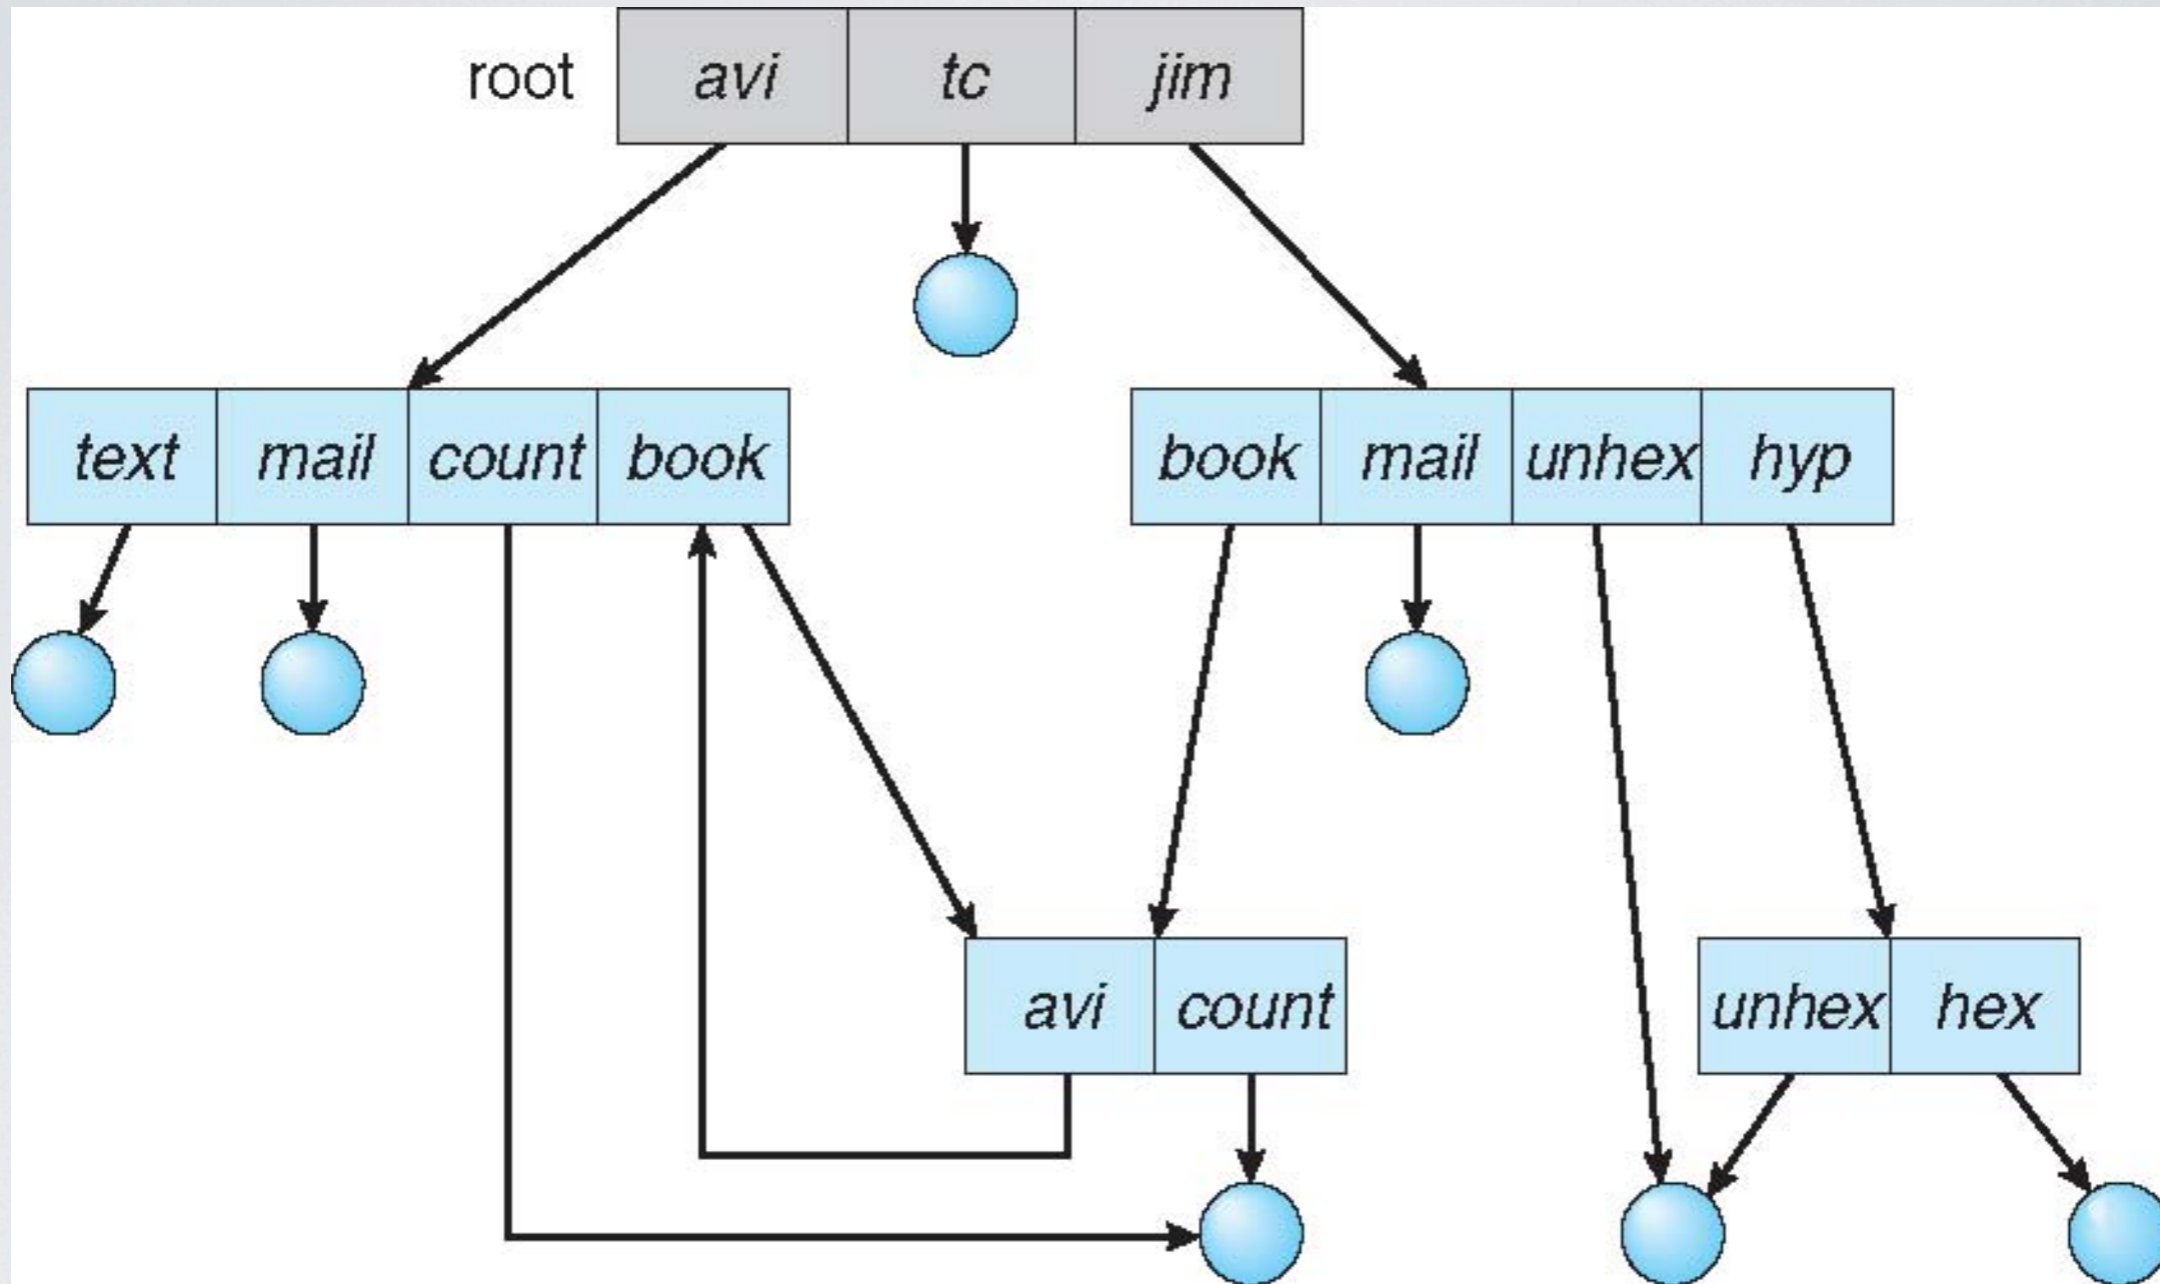 root avi tc jim
text mail count book book mail unhex hyp
avi count unhex hex